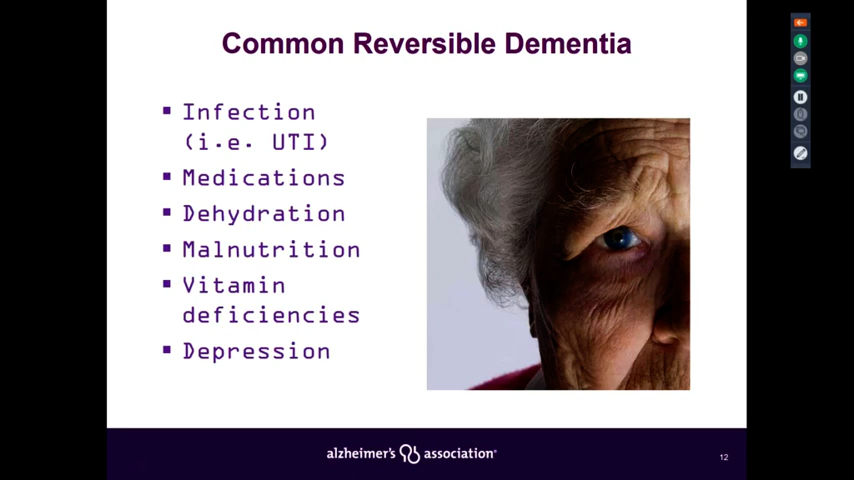 Common Reversible Dementia
▪ Infection
(i.e. UTI)
▪ Medications
▪ Dehydration
▪ Malnutrition
▪ Vitamin
deficiencies
▪ Depression
alzheimer's association®
12